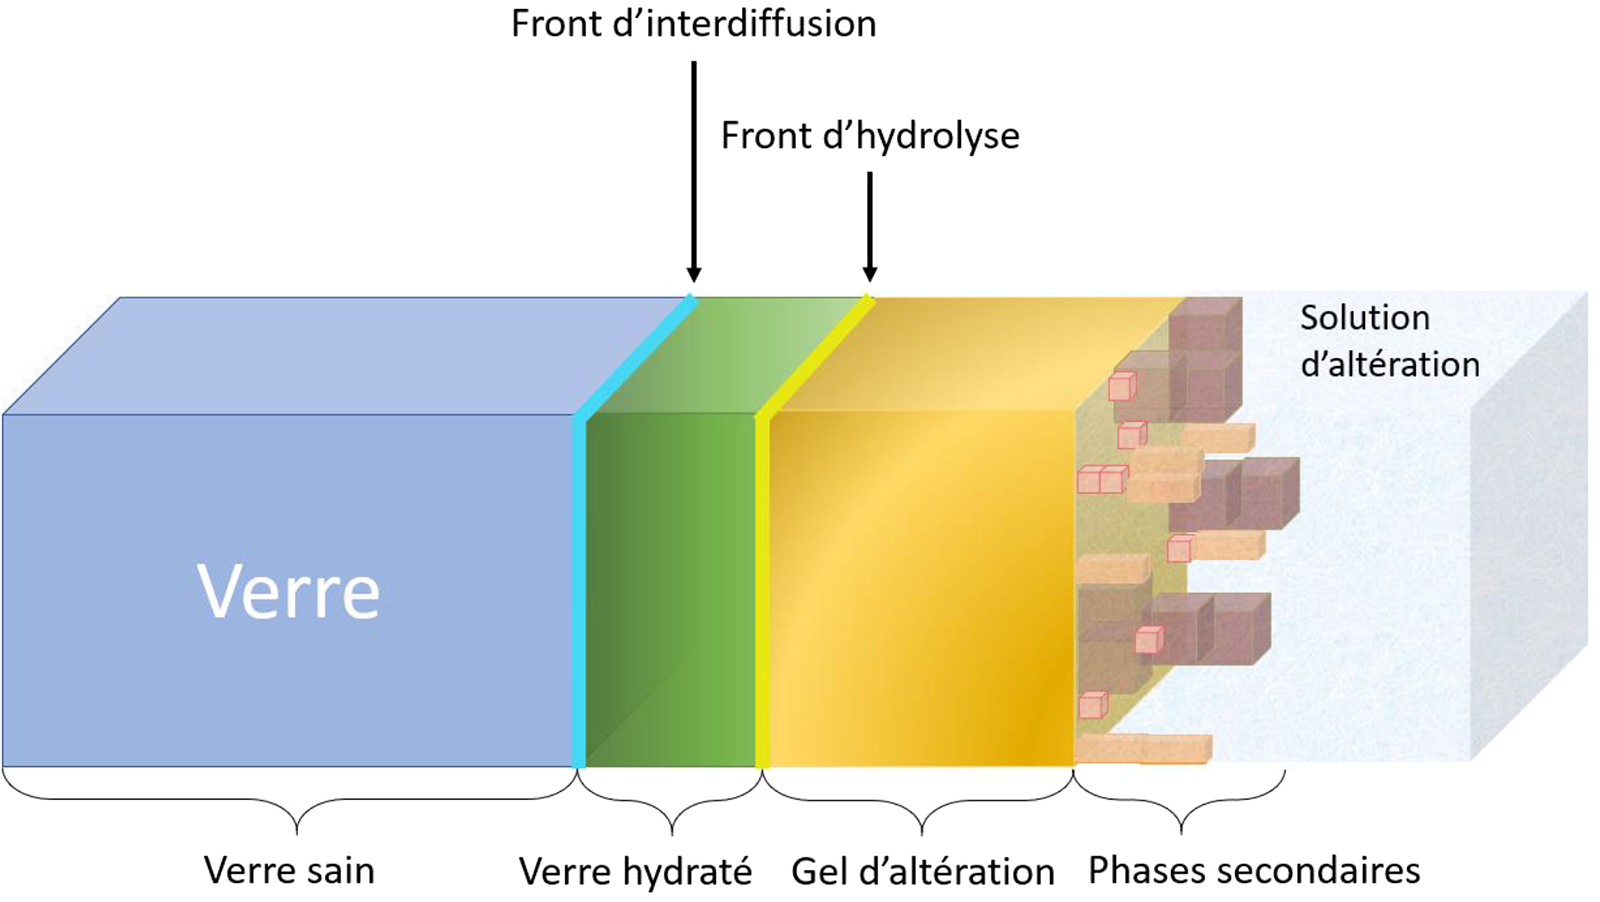 Front d’interdiffusion
Front d’hydrolyse
Solution
d’altération
Verre
Verre sain
Verre hydraté
Gel d’altération
Phases secondaires